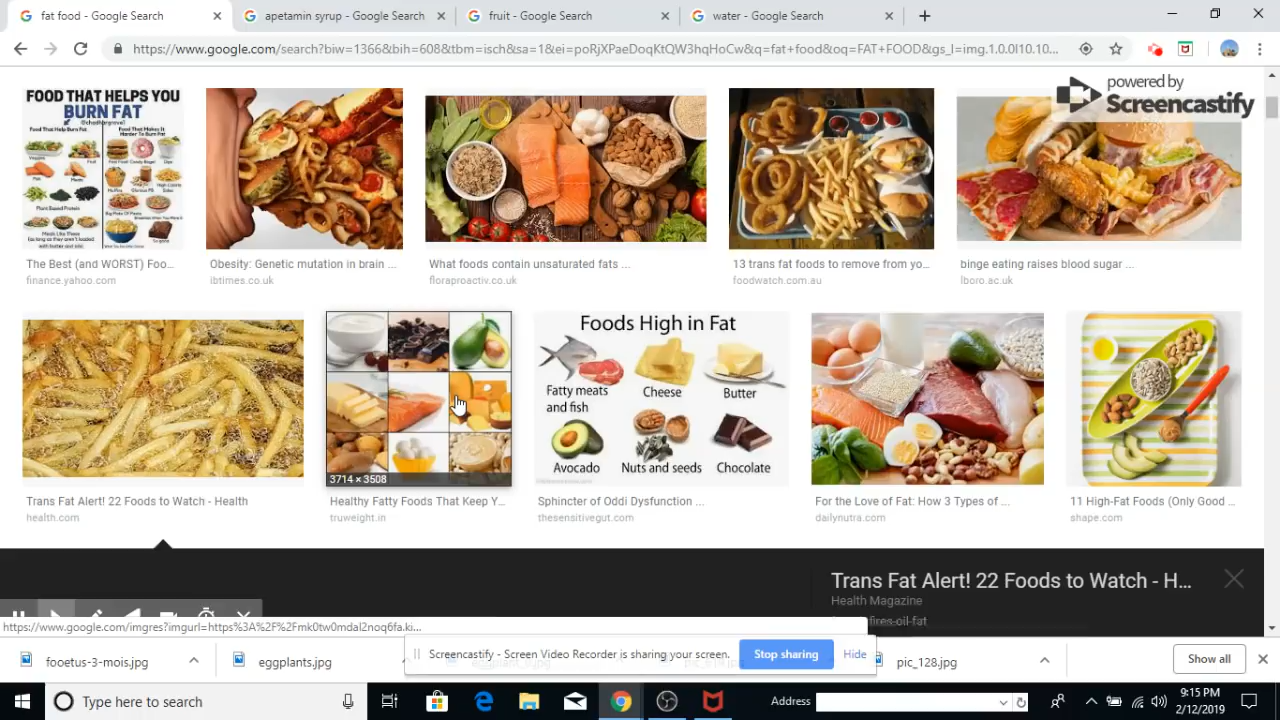 fat food - Google Search
apetamin syrup - Google Search
fruit - Google Search
water - Google Search
https://www.google.com/search?biw=1366&bih=608&tbm=isch&sa=1&ei=poRjXPaeDoqKtQW3hqHoCw&q=fat+food&oq=FAT+FOOD&gs_l=img.1.0.0l10.10...
powered by
Screencastify
FOOD THAT HELPS YOU
BURN FAT
Food That Help Burn Fat
The Best (and WORST) Foo...
finance.yahoo.com
Obesity: Genetic mutation in brain ...
ibtimes.co.uk
What foods contain unsaturated fats ...
floraproactiv.co.uk
13 trans fat foods to remove from yo...
foodwatch.com.au
binge eating raises blood sugar ...
lboro.ac.uk
3714 × 3508
Foods High in Fat
Fatty meats
and fish
Cheese
Butter
Avocado
Nuts and seeds
Chocolate
Trans Fat Alert! 22 Foods to Watch - Health
health.com
Healthy Fatty Foods That Keep Y...
truweight.in
Sphincter of Oddi Dysfunction ...
thesensitivegut.com
For the Love of Fat: How 3 Types of ...
dailynutra.com
11 High-Fat Foods (Only Good ...
shape.com
Trans Fat Alert! 22 Foods to Watch - H...
Health Magazine
fires-oil-fat
https://www.google.com/imgres?imgurl=https%3A%2F%2Fmk0tw0mdal2noq6fa.ki...
Screencastify - Screen Video Recorder is sharing your screen.
Stop sharing
Hide
fooetus-3-mois.jpg
eggplants.jpg
pic_128.jpg
Show all
Type here to search
Address
9:15 PM
2/12/2019